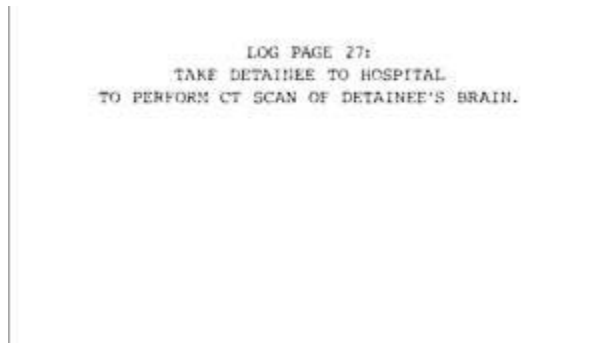 LOG PAGE 27:
TAKE DETAINEE TO HOSPITAL
TO PERFORM CT SCAN OF DETAINEE'S BRAIN.